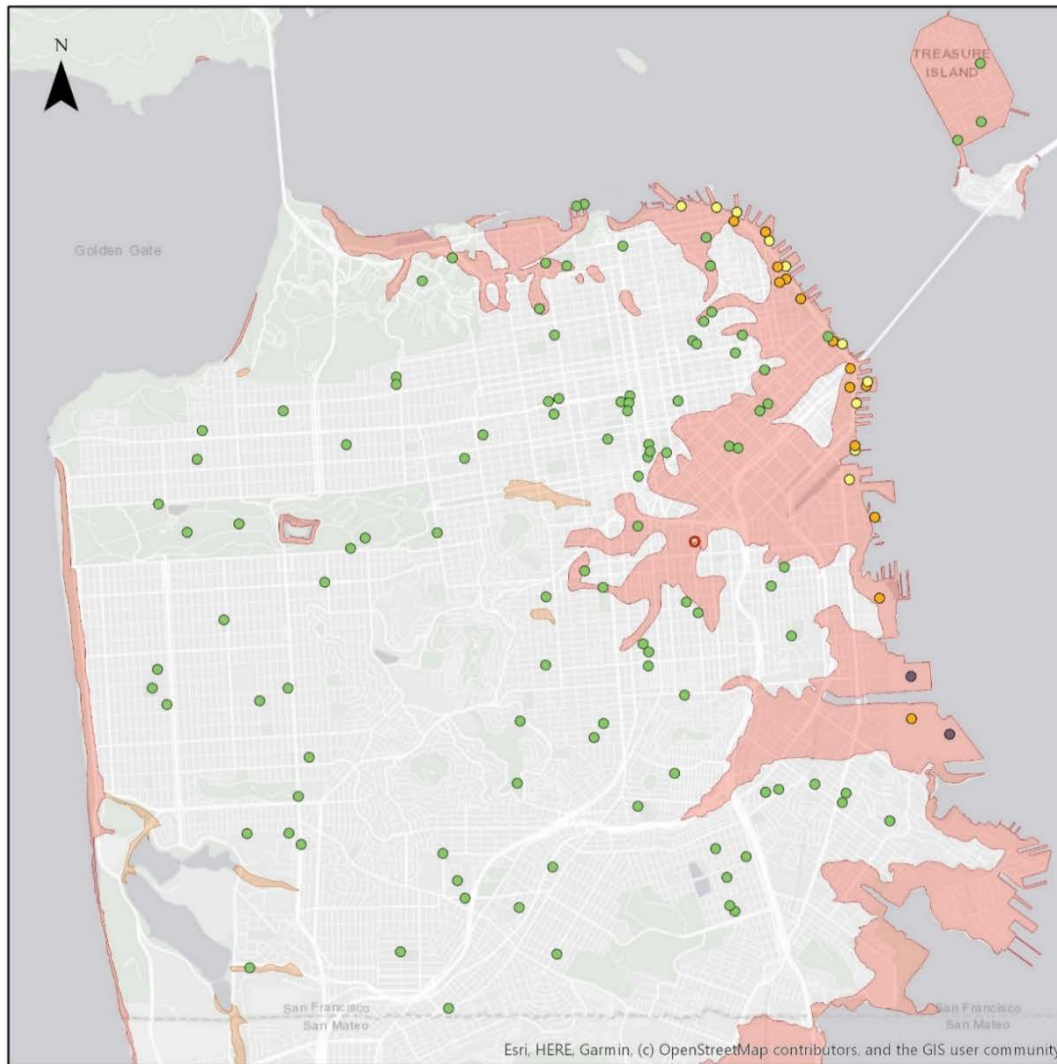 N
TREASURE
ISLAND
Golden Gate
San Francisco
San Mateo
San Francisco
San Mateo
Esri, HERE, Garmin, (c) OpenStreetMap contributors, and the GIS user community